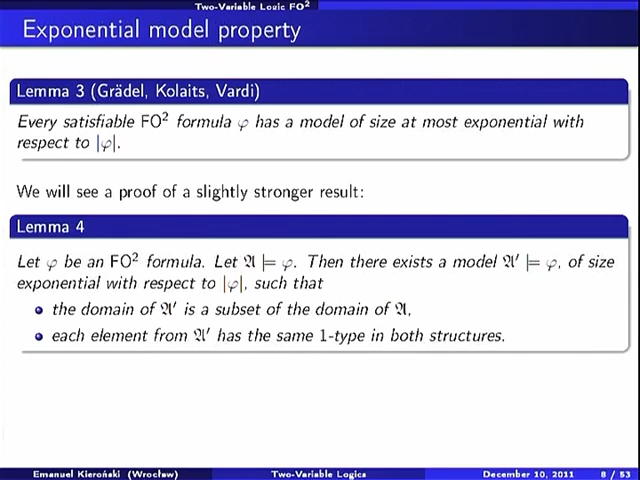 Two-Variable Logic FO²
Exponential model property
Lemma 3 (Grädel, Kolaits, Vardi)
Every satisfiable FO² formula φ has a model of size at most exponential with
respect to |φ|.
We will see a proof of a slightly stronger result:
Lemma 4
Let φ be an FO² formula. Let 𝔄 ⊨ φ. Then there exists a model 𝔄′ ⊨ φ, of size
exponential with respect to |φ|, such that
the domain of 𝔄′ is a subset of the domain of 𝔄,
each element from 𝔄′ has the same 1-type in both structures.
Emanuel Kieroński (Wrocław) Two-Variable Logics December 10, 2011 8 / 53